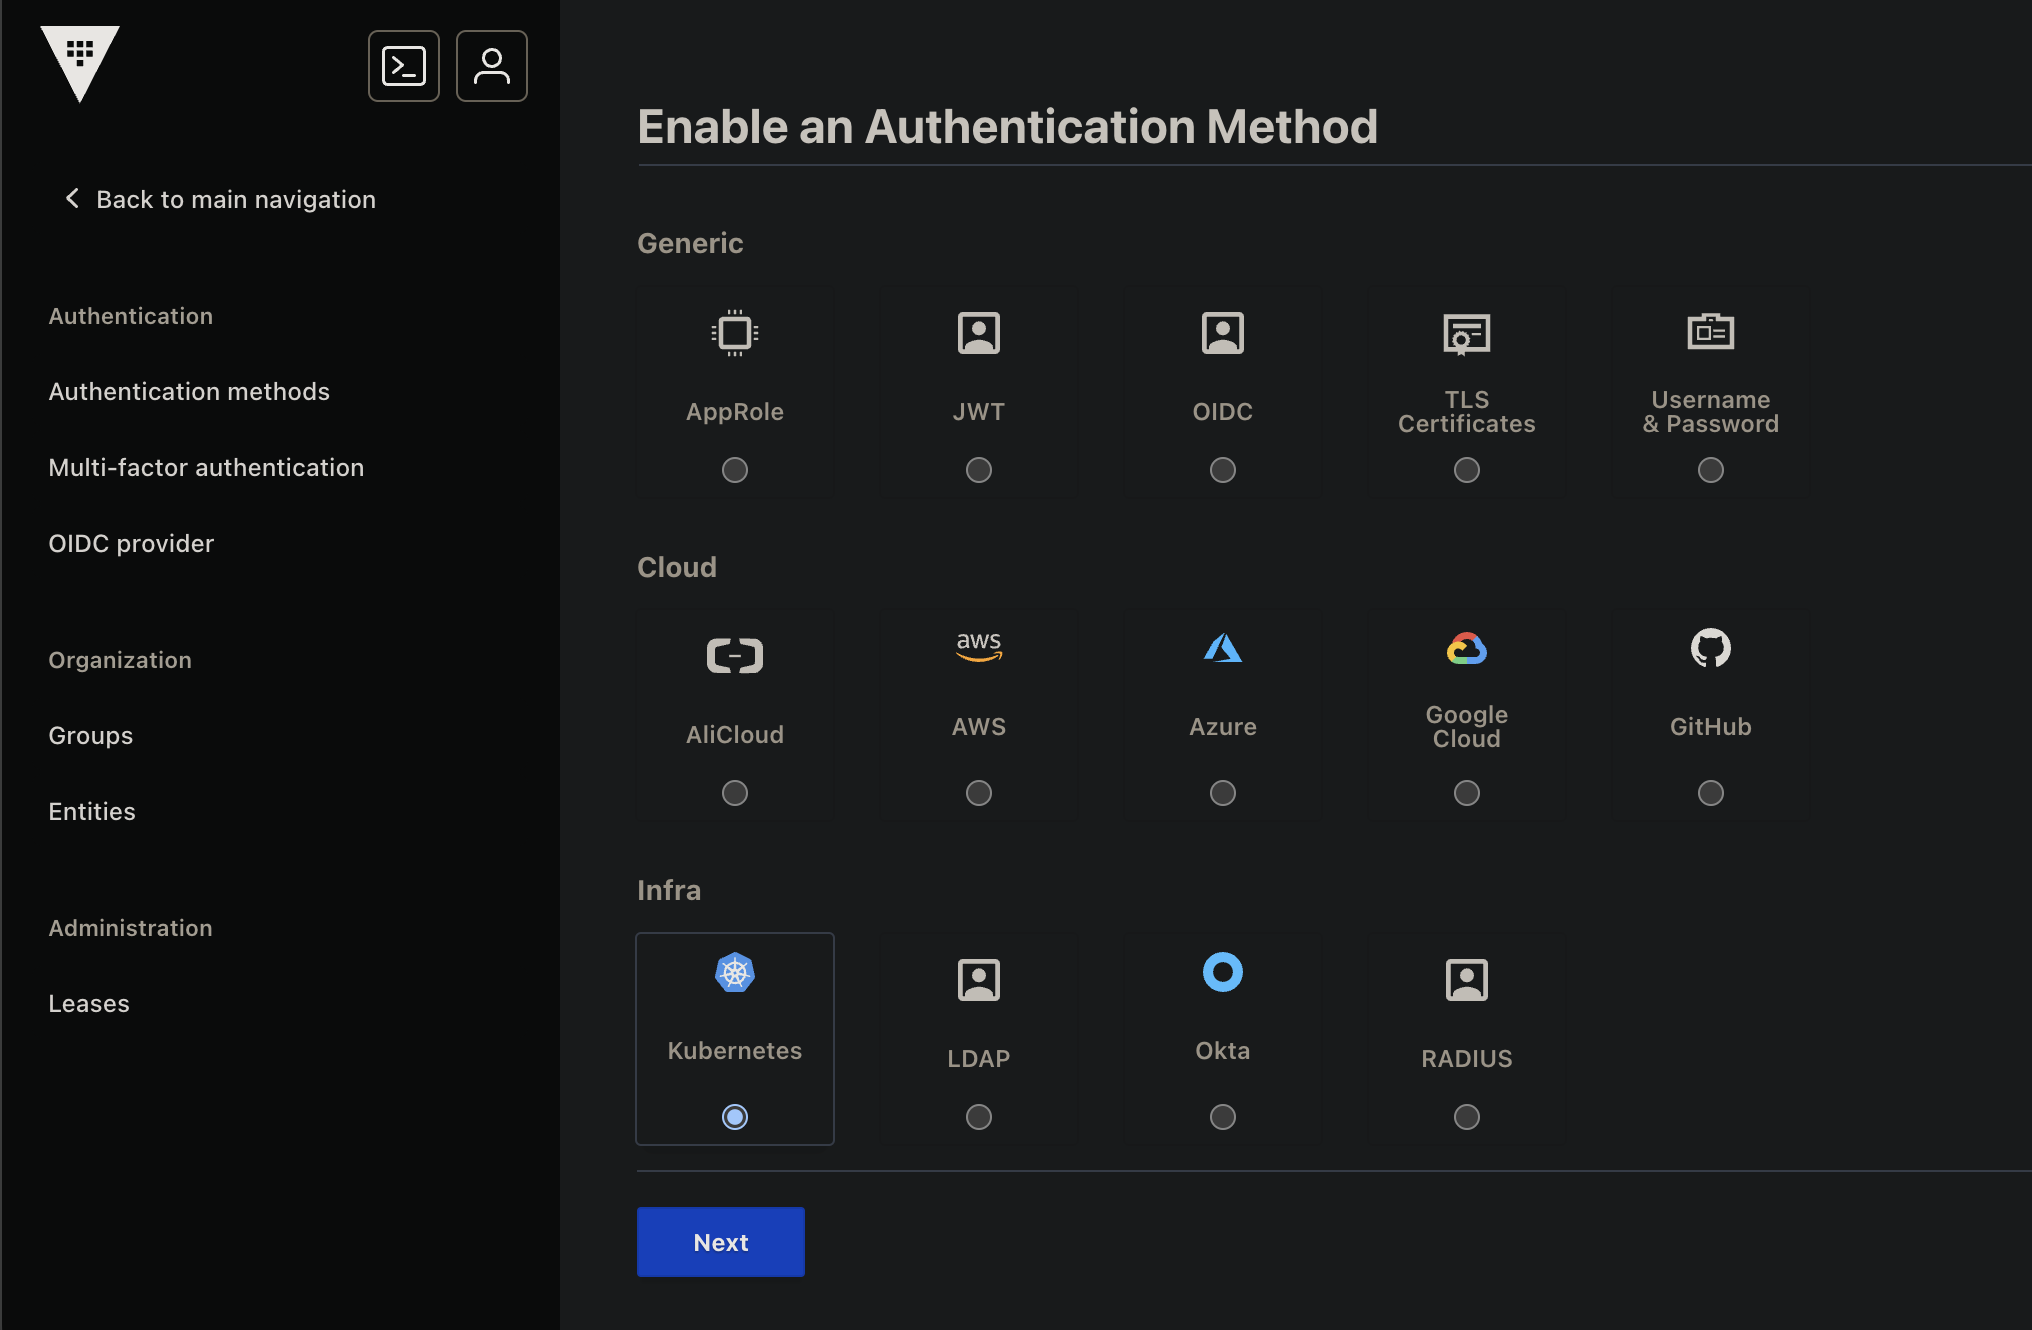 Back to main navigation
Authentication
Authentication methods
Multi-factor authentication
OIDC provider
Organization
Groups
Entities
Administration
Leases
Enable an Authentication Method
Generic
AppRole
JWT
OIDC
TLS
Certificates
Username
& Password
Cloud
AliCloud
aws
AWS
Azure
Google
Cloud
GitHub
Infra
Kubernetes
LDAP
Okta
RADIUS
Next